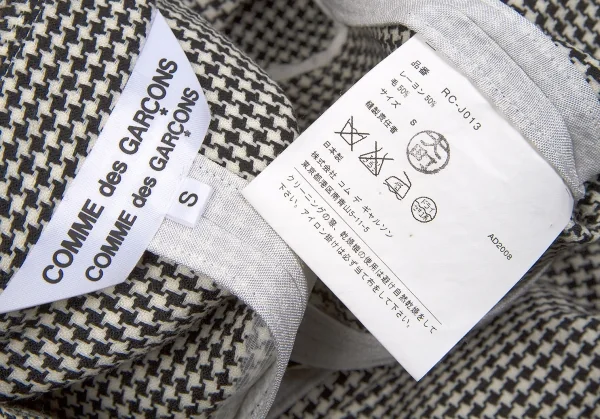 COMME des GARÇONS
COMME des GARÇONS
S
品番 RC-J013
レーヨン 50%
毛 50%
サイズ S
縫製責任者
日本製
株式会社 コム デ ギャルソン
東京都港区南青山5-11-5
クリーニングの際、乾燥機の使用は避け自然乾燥をして
下さい。アイロン掛けは必ず当て布をして下さい。
AD2008